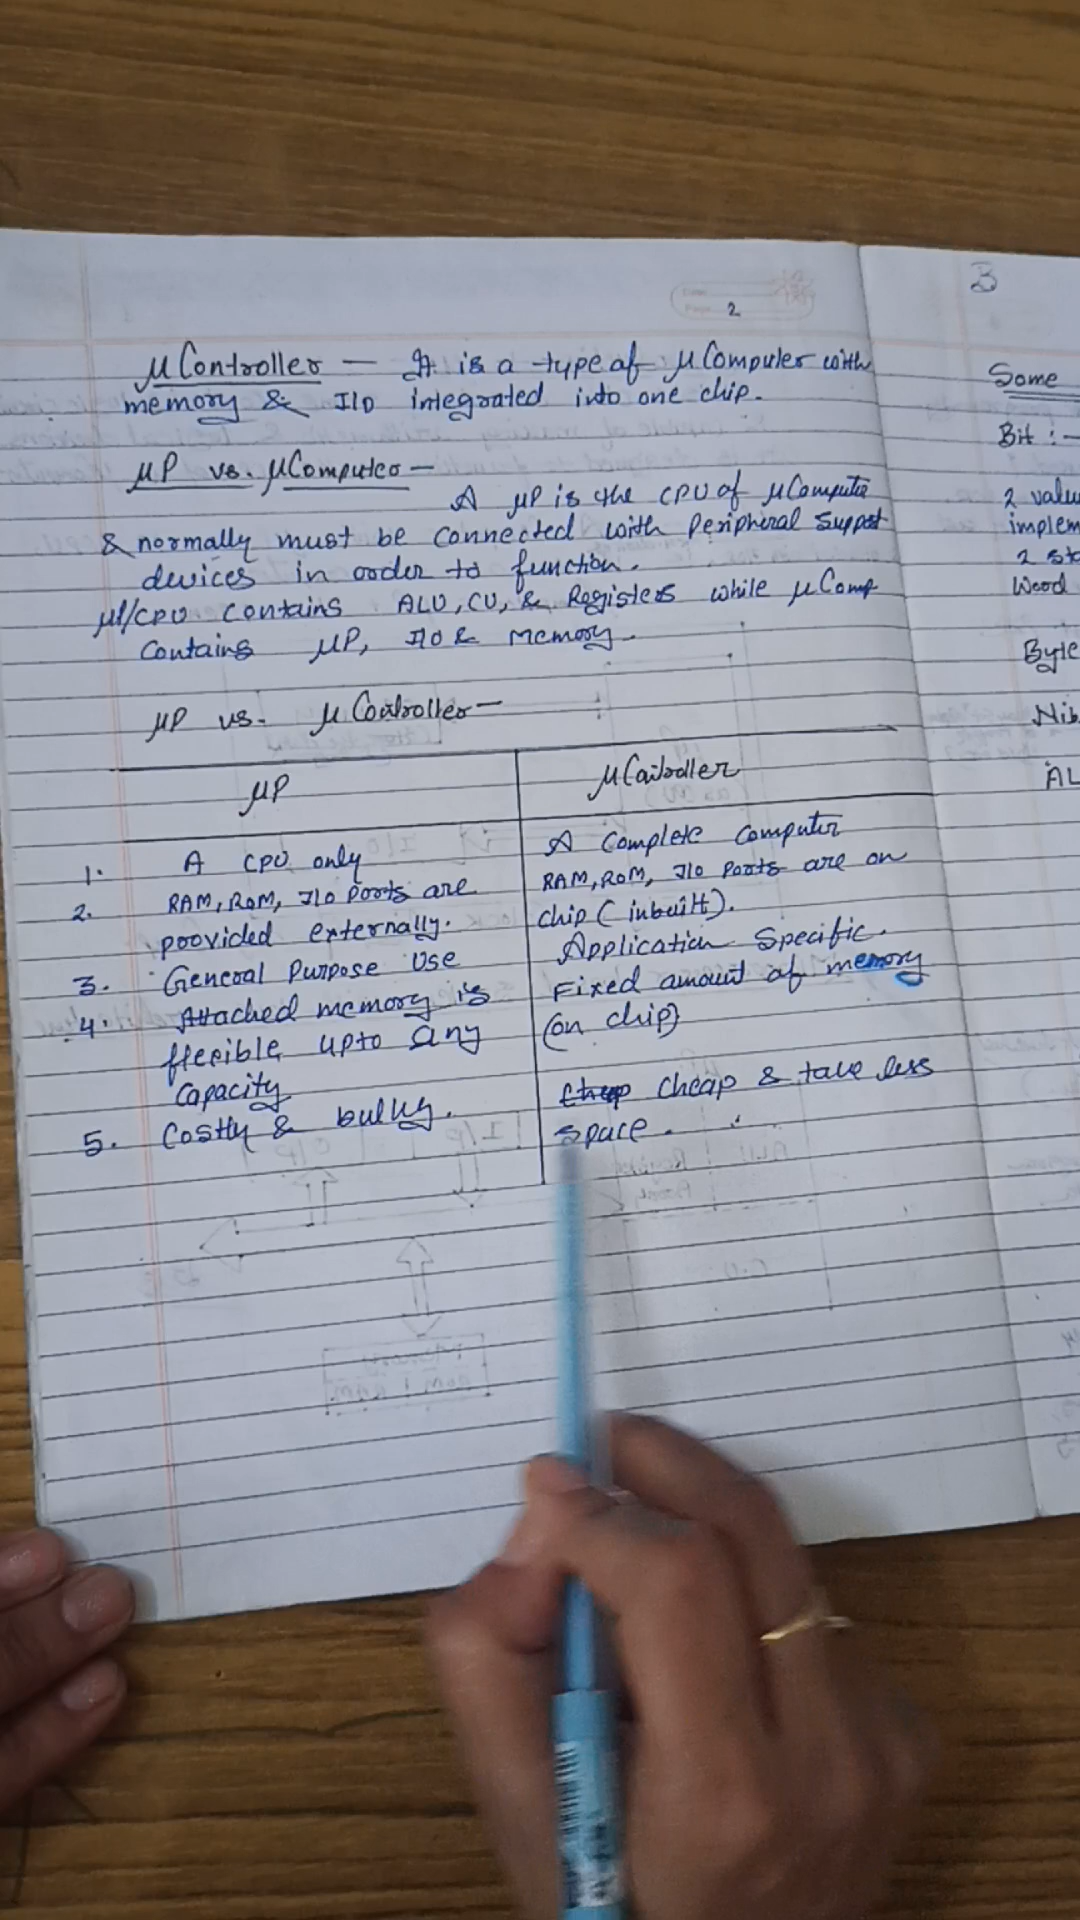 2
μController — It is a type of μComputer with
memory & I/O integrated into one chip.
μP vs. μComputer —
A μP is the CPU of μComputer
& normally must be connected with Peripheral Support
devices in order to function.
μP/CPU contains ALU, CU, & Registers while μComp
contains μP, I/O & Memory.
μP vs. μController —
μP μController
1. A CPU only A Complete Computer
2. RAM, ROM, I/O Ports are RAM, ROM, I/O Ports are on
provided externally. chip (inbuilt).
3. General Purpose Use Application Specific.
4. Attached memory is Fixed amount of memory
flexible upto any (on chip)
Capacity
5. Costly & bulky. Cheap & take less
space.
3
Some
Bit :-
2 valu
implem
2 st
Word
Byte
Nib
AL